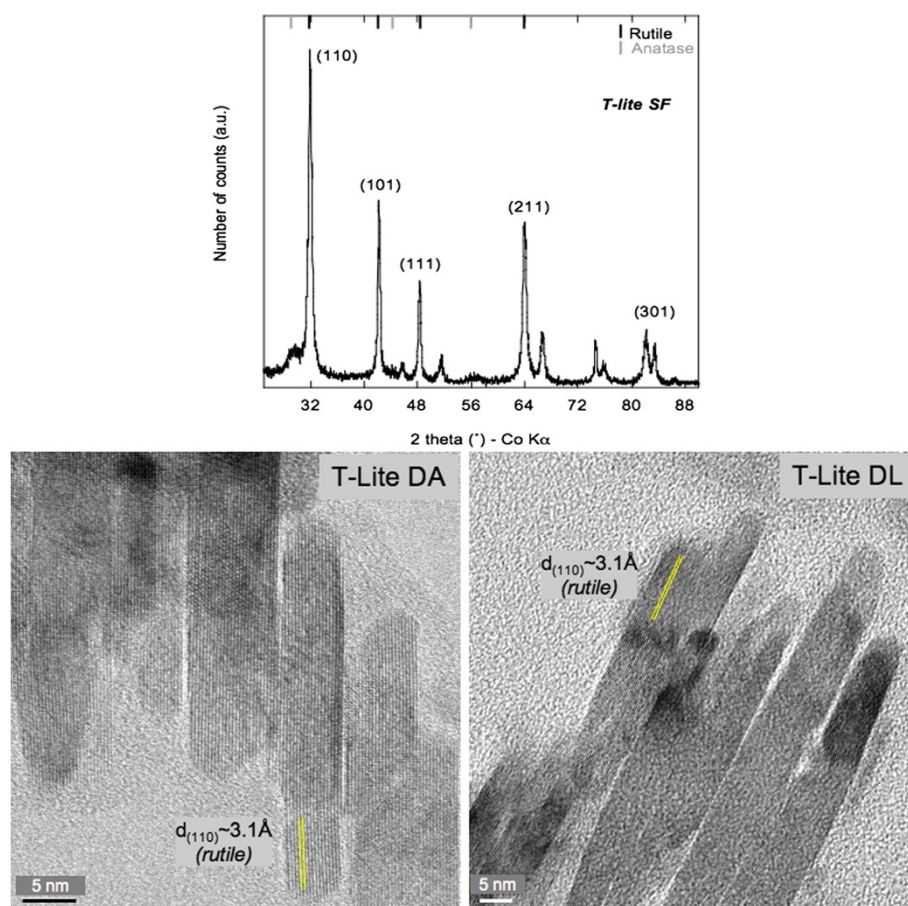 Rutile
Anatase
T-lite SF
Number of counts (a.u.)
(110)
(101)
(111)
(211)
(301)
32 40 48 56 64 72 80 88
2 theta (°) - Co Kα
T-Lite DA
d(110)~3.1Å
(rutile)
5 nm
T-Lite DL
d(110)~3.1Å
(rutile)
5 nm